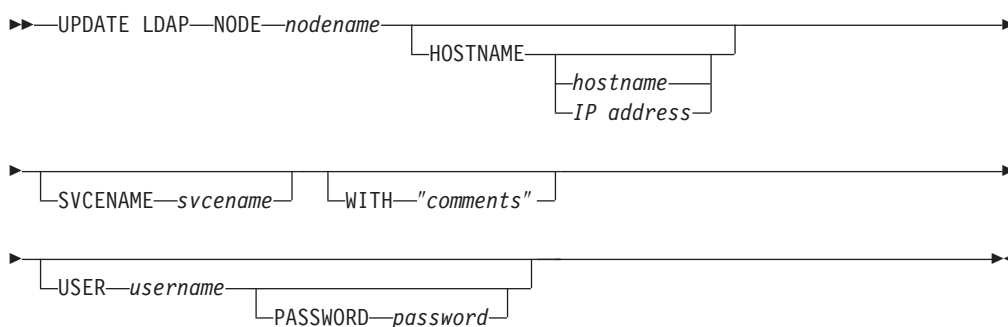 UPDATE LDAP NODE nodename
HOSTNAME
hostname
IP address
SVCENAME svcename WITH "comments"
USER username
PASSWORD password